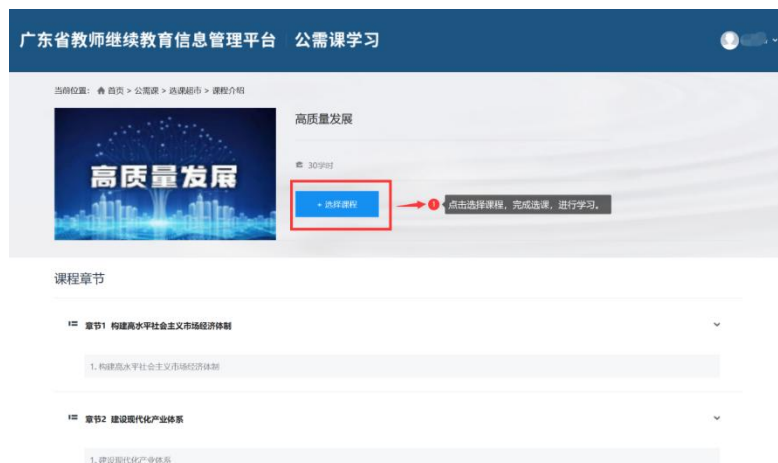 广东省教师继续教育信息管理平台 公需课学习
当前位置： 首页 > 公需课 > 选课超市 > 课程介绍
高质量发展
高质量发展
30学时
+ 选择课程
1 点击选择课程，完成选课，进行学习。
课程章节
章节1 构建高水平社会主义市场经济体制
1. 构建高水平社会主义市场经济体制
章节2 建设现代化产业体系
1. 建设现代化产业体系